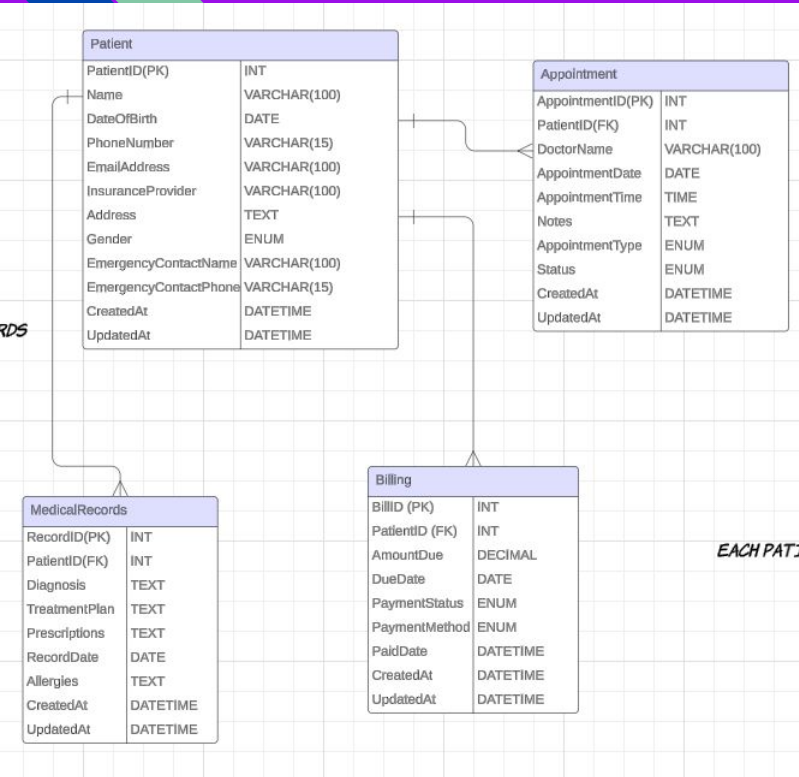 Patient
PatientID(PK) INT
Name VARCHAR(100)
DateOfBirth DATE
PhoneNumber VARCHAR(15)
EmailAddress VARCHAR(100)
InsuranceProvider VARCHAR(100)
Address TEXT
Gender ENUM
EmergencyContactName VARCHAR(100)
EmergencyContactPhone VARCHAR(15)
CreatedAt DATETIME
UpdatedAt DATETIME
Appointment
AppointmentID(PK) INT
PatientID(FK) INT
DoctorName VARCHAR(100)
AppointmentDate DATE
AppointmentTime TIME
Notes TEXT
AppointmentType ENUM
Status ENUM
CreatedAt DATETIME
UpdatedAt DATETIME
RDS
MedicalRecords
RecordID(PK) INT
PatientID(FK) INT
Diagnosis TEXT
TreatmentPlan TEXT
Prescriptions TEXT
RecordDate DATE
Allergies TEXT
CreatedAt DATETIME
UpdatedAt DATETIME
Billing
BillID (PK) INT
PatientID (FK) INT
AmountDue DECIMAL
DueDate DATE
PaymentStatus ENUM
PaymentMethod ENUM
PaidDate DATETIME
CreatedAt DATETIME
UpdatedAt DATETIME
EACH PATI